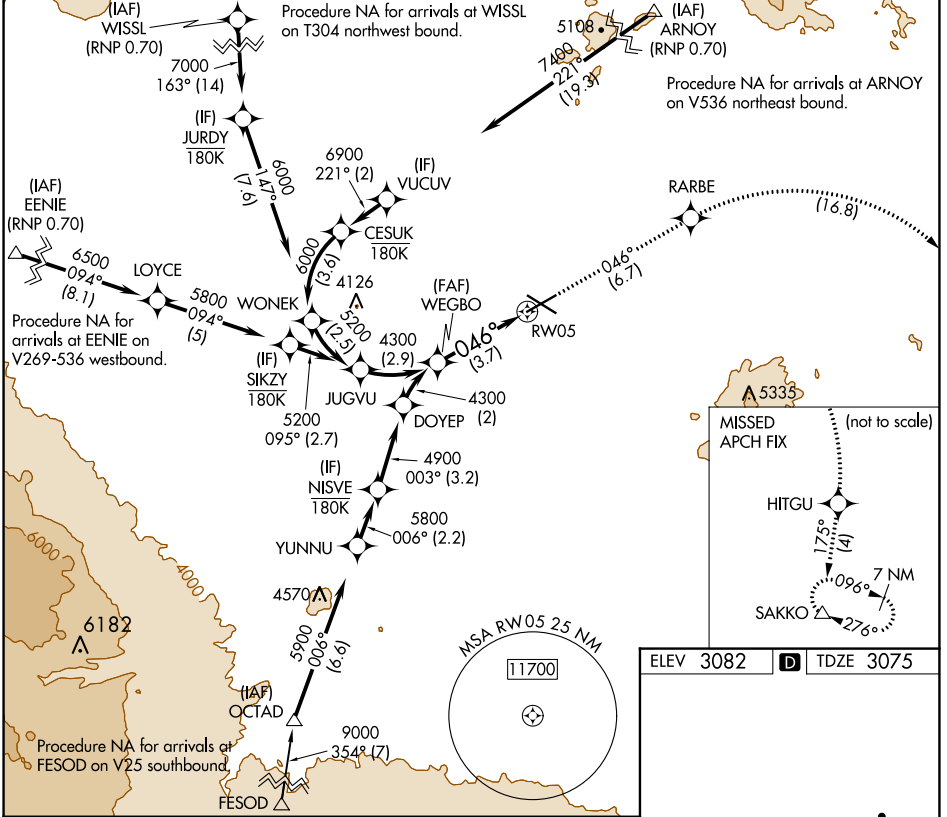 (IAF)
WISSL
(RNP 0.70)
Procedure NA for arrivals at WISSL
on T304 northwest bound.
5108
(IAF)
ARNOY
(RNP 0.70)
7400
221°
(19.3)
Procedure NA for arrivals at ARNOY
on V536 northeast bound.
7000
163° (14)
(IF)
JURDY
180K
6000
147°
(7.6)
6900
221° (2)
(IF)
VUCUV
CESUK
180K
6000
(3.6)
RARBE
(16.8)
046°
(6.7)
(IAF)
EENIE
(RNP 0.70)
6500
094°
(8.1)
LOYCE
5800
094°
(5)
Procedure NA for
arrivals at EENIE on
V269-536 westbound.
WONEK
4126
5200
(2.5)
(FAF)
WEGBO
4300
(2.9)
046°
(3.7)
RW05
(IF)
SIKZY
180K
JUGVU
5200
095° (2.7)
DOYEP
4300
(2)
4900
003° (3.2)
(IF)
NISVE
180K
5800
006° (2.2)
YUNNU
5335
MISSED
APCH FIX
(not to scale)
HITGU
175°
(4)
7 NM
096°
SAKKO
276°
6000
4000
6182
4570
5900
006°
(6.6)
(IAF)
OCTAD
9000
354° (7)
Procedure NA for arrivals at
FESOD on V25 southbound.
FESOD
MSA RW05 25 NM
11700
ELEV 3082 D TDZE 3075